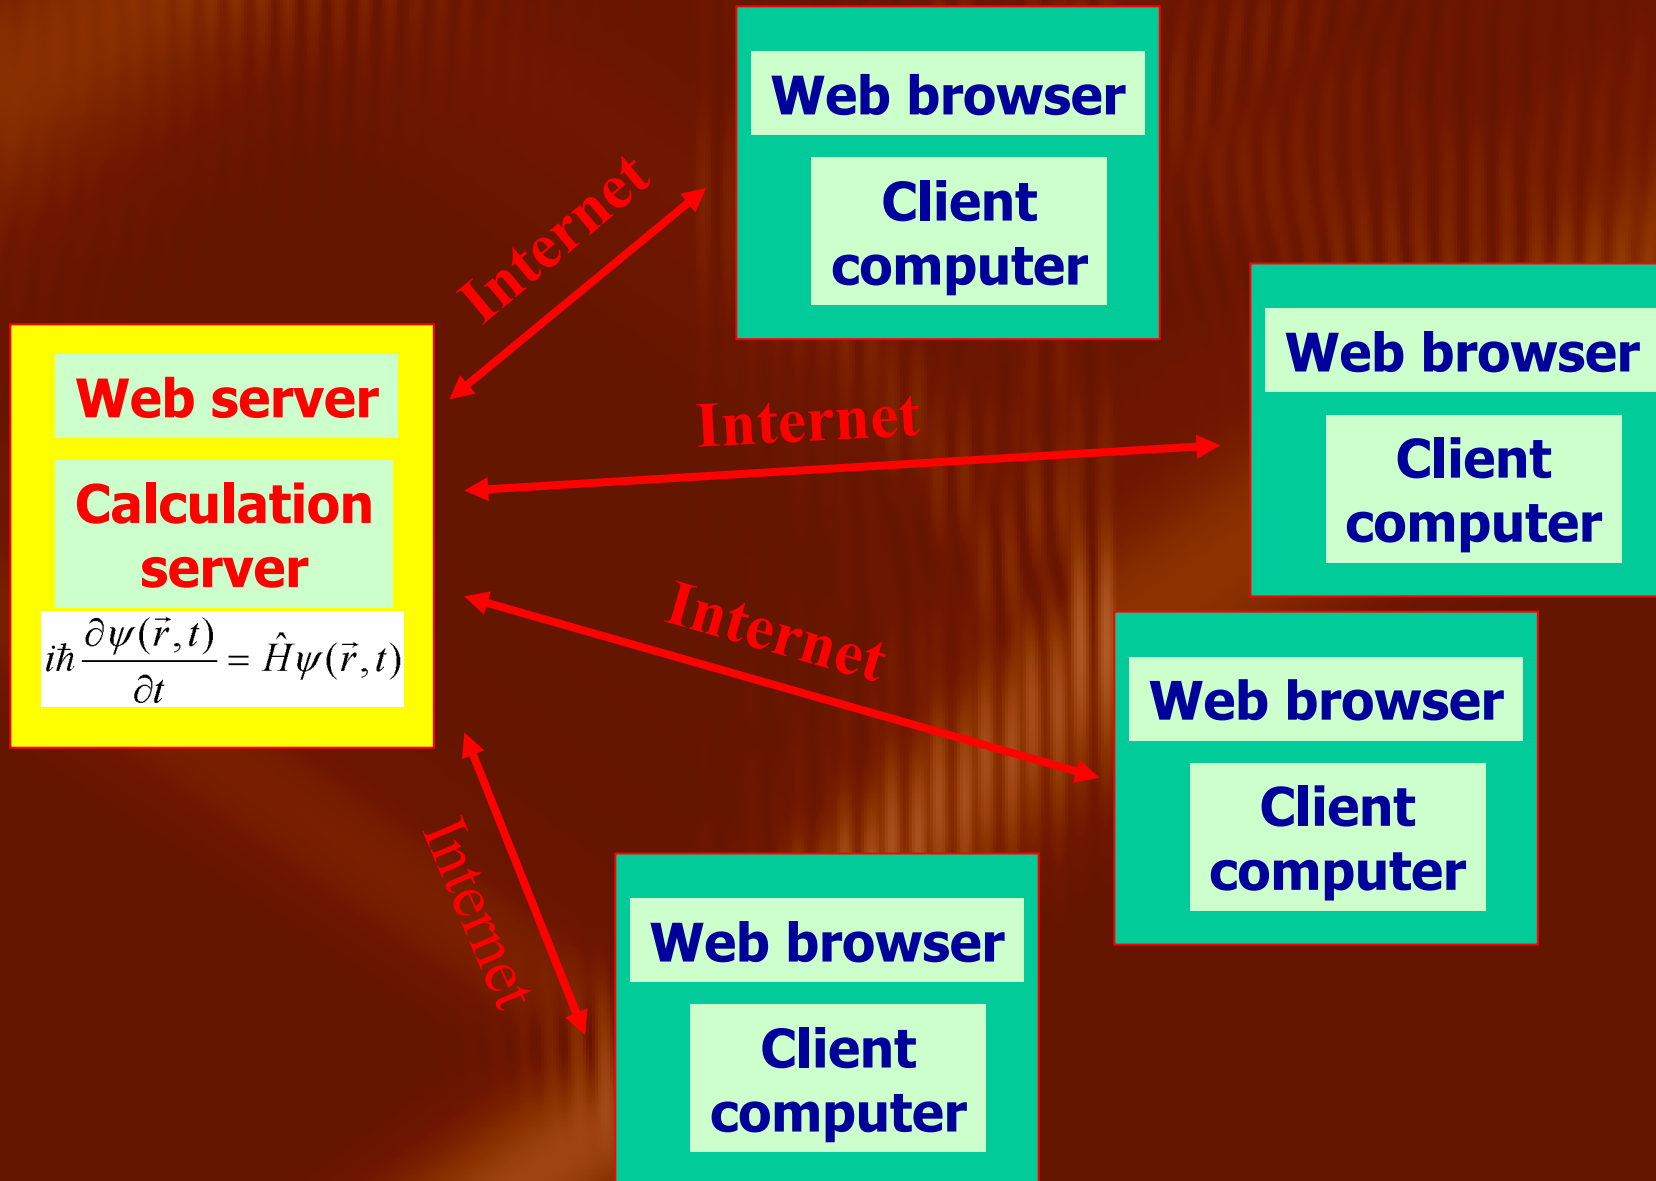 Web browser
Client
computer
Internet
Web browser
Client
computer
Web server
Calculation
server
iħ ∂ψ(r⃗,t)/∂t = Ĥψ(r⃗,t)
Internet
Internet
Web browser
Client
computer
Internet
Web browser
Client
computer